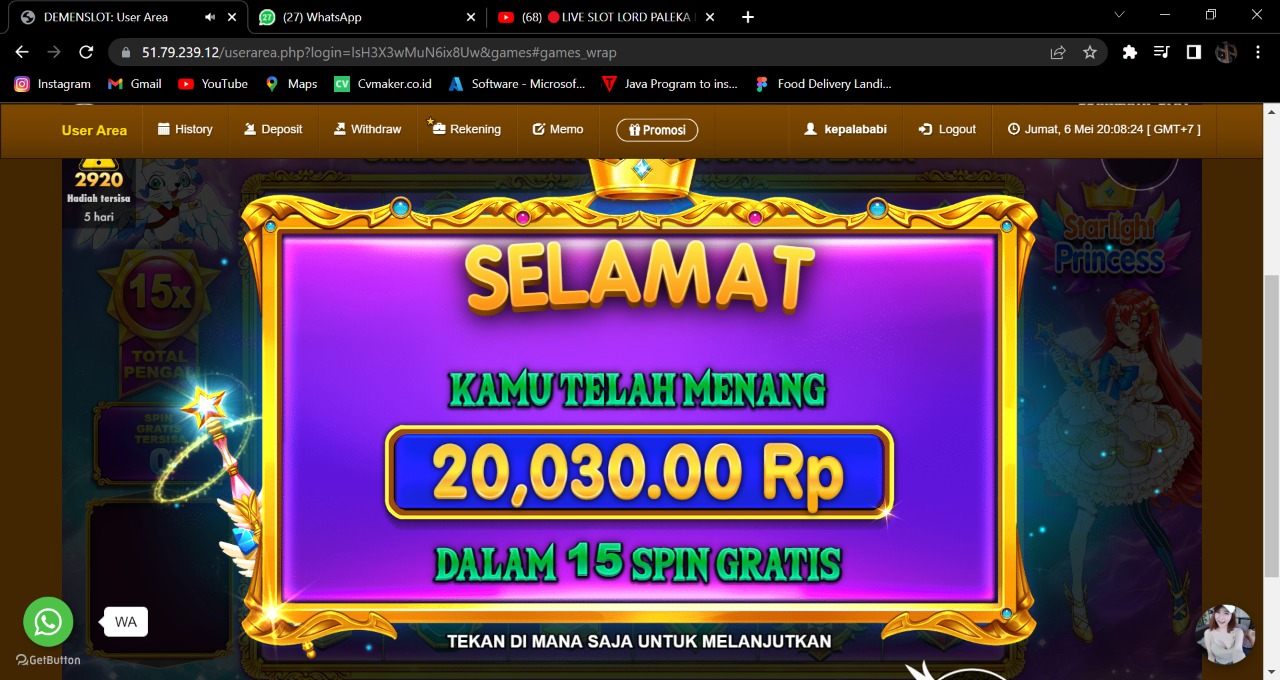 DEMENSLOT: User Area
(27) WhatsApp
(68) 🔴 LIVE SLOT LORD PALEKA
51.79.239.12/userarea.php?login=lsH3X3wMuN6ix8Uw&games#games_wrap
Instagram
Gmail
YouTube
Maps
CV Cvmaker.co.id
Software - Microsof...
Java Program to ins...
Food Delivery Landi...
User Area
History
Deposit
Withdraw
Rekening
Memo
Promosi
kepalababi
Logout
Jumat, 6 Mei 20:08:24 [ GMT+7 ]
2920
Hadiah tersisa
5 hari
15x
TOTAL
SPIN
GRATIS
TERSISA
0
SELAMAT
KAMU TELAH MENANG
20,030.00 Rp
DALAM 15 SPIN GRATIS
TEKAN DI MANA SAJA UNTUK MELANJUTKAN
Starlight
Princess
WA
GetButton